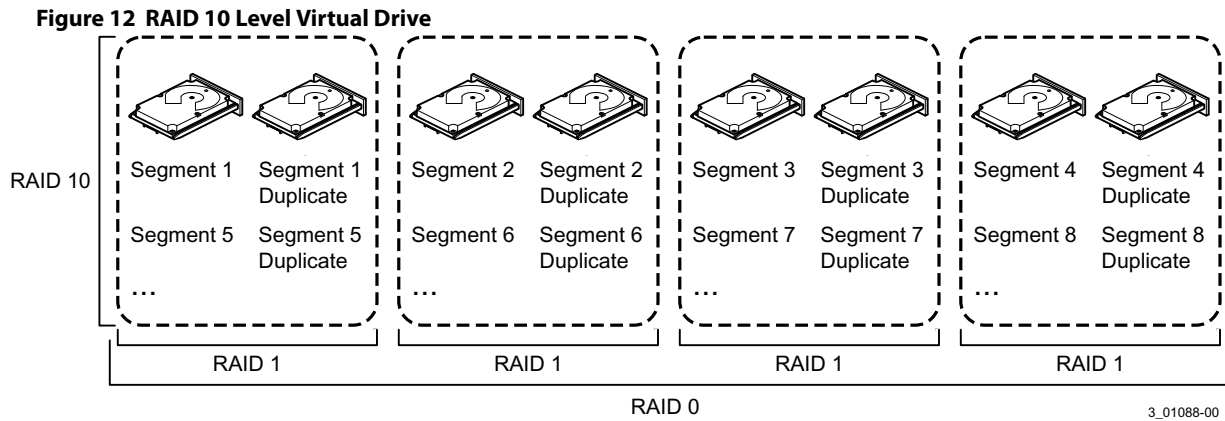 Figure 12 RAID 10 Level Virtual Drive
RAID 10
Segment 1 Segment 1 Duplicate
Segment 5 Segment 5 Duplicate
...
Segment 2 Segment 2 Duplicate
Segment 6 Segment 6 Duplicate
...
Segment 3 Segment 3 Duplicate
Segment 7 Segment 7 Duplicate
...
Segment 4 Segment 4 Duplicate
Segment 8 Segment 8 Duplicate
...
RAID 1 RAID 1 RAID 1 RAID 1
RAID 0
3_01088-00